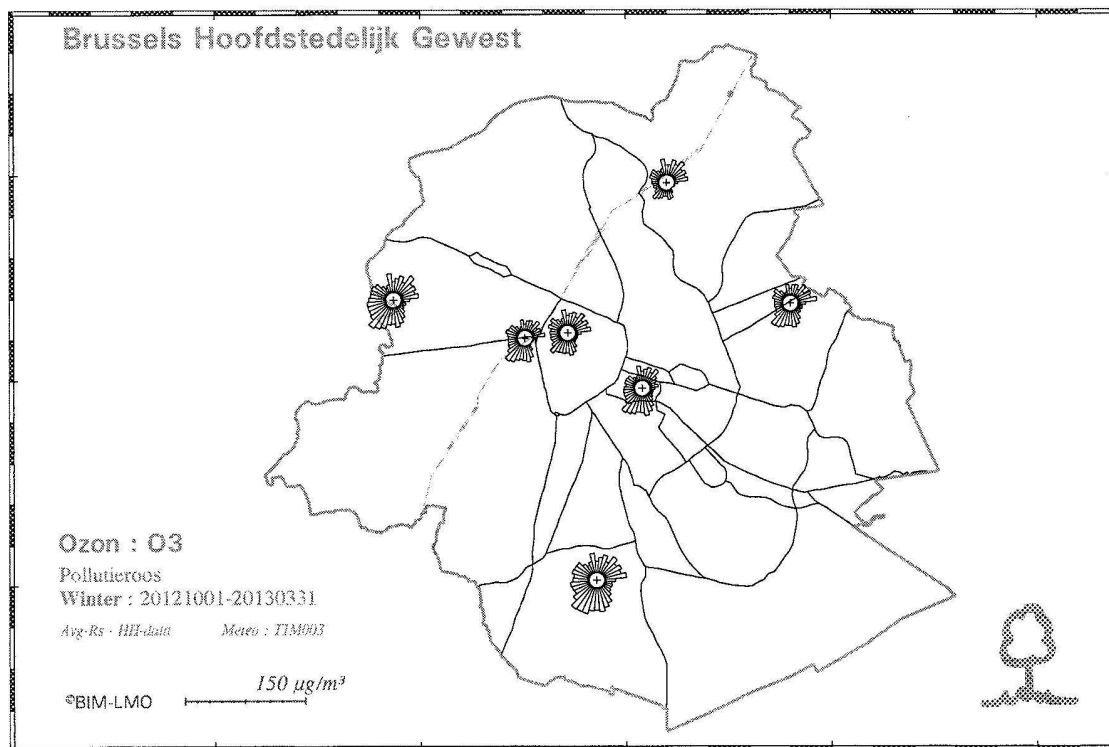 Brussels Hoofdstedelijk Gewest
Ozon : O3
Pollutieroos
Winter : 20121001-20130331
Avg-Rs - HH-data Meteo : T1M003
150 µg/m³
©BIM-LMO